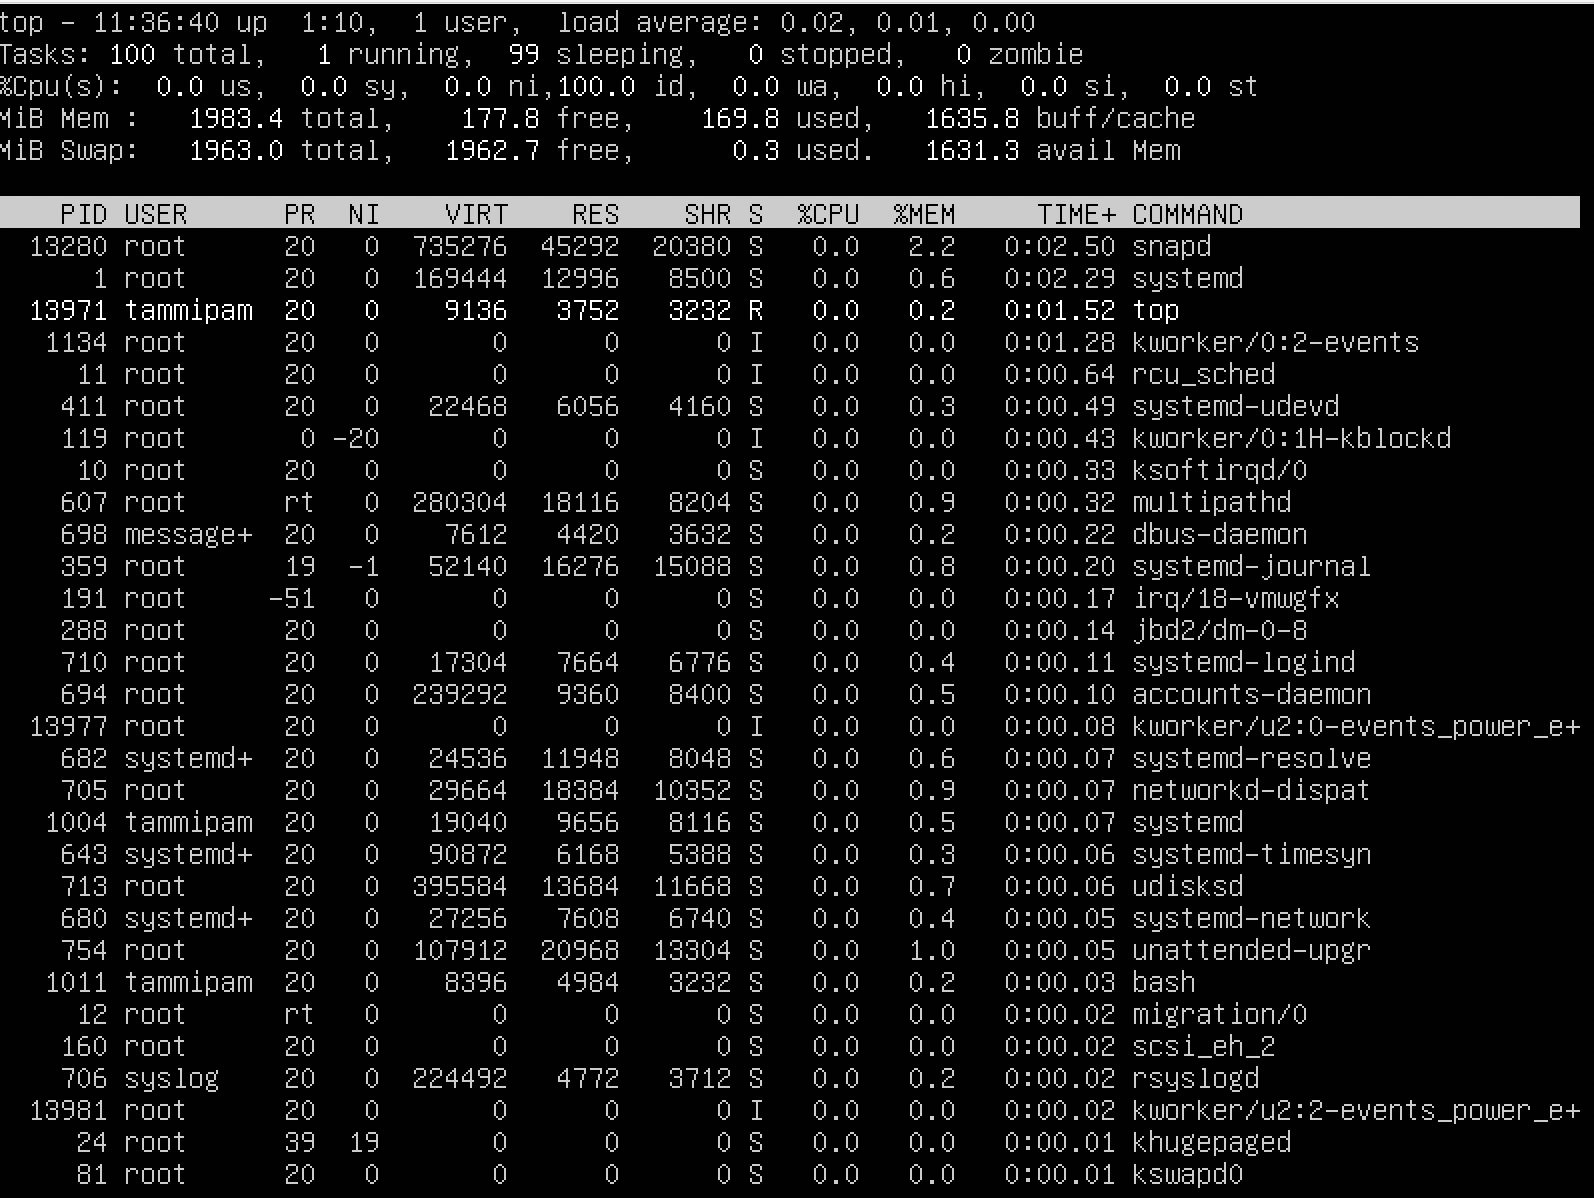 top - 11:36:40 up  1:10,  1 user,  load average: 0.02, 0.01, 0.00
Tasks: 100 total,   1 running,  99 sleeping,   0 stopped,   0 zombie
%Cpu(s):  0.0 us,  0.0 sy,  0.0 ni,100.0 id,  0.0 wa,  0.0 hi,  0.0 si,  0.0 st
MiB Mem :   1983.4 total,    177.8 free,    169.8 used,   1635.8 buff/cache
MiB Swap:   1963.0 total,   1962.7 free,      0.3 used.   1631.3 avail Mem
PID USER      PR  NI    VIRT    RES    SHR S  %CPU  %MEM     TIME+ COMMAND
13280 root      20   0  735276  45292  20380 S   0.0   2.2   0:02.50 snapd
1 root      20   0  169444  12996   8500 S   0.0   0.6   0:02.29 systemd
13971 tammipam  20   0    9136   3752   3232 R   0.0   0.2   0:01.52 top
1134 root      20   0       0      0      0 I   0.0   0.0   0:01.28 kworker/0:2-events
11 root      20   0       0      0      0 I   0.0   0.0   0:00.64 rcu_sched
411 root      20   0   22468   6056   4160 S   0.0   0.3   0:00.49 systemd-udevd
119 root       0 -20       0      0      0 I   0.0   0.0   0:00.43 kworker/0:1H-kblockd
10 root      20   0       0      0      0 S   0.0   0.0   0:00.33 ksoftirqd/0
607 root      rt   0  280304  18116   8204 S   0.0   0.9   0:00.32 multipathd
698 message+  20   0    7612   4420   3632 S   0.0   0.2   0:00.22 dbus-daemon
359 root      19  -1   52140  16276  15088 S   0.0   0.8   0:00.20 systemd-journal
191 root     -51   0       0      0      0 S   0.0   0.0   0:00.17 irq/18-vmwgfx
288 root      20   0       0      0      0 S   0.0   0.0   0:00.14 jbd2/dm-0-8
710 root      20   0   17304   7664   6776 S   0.0   0.4   0:00.11 systemd-logind
694 root      20   0  239292   9360   8400 S   0.0   0.5   0:00.10 accounts-daemon
13977 root      20   0       0      0      0 I   0.0   0.0   0:00.08 kworker/u2:0-events_power_e+
682 systemd+  20   0   24536  11948   8048 S   0.0   0.6   0:00.07 systemd-resolve
705 root      20   0   29664  18384  10352 S   0.0   0.9   0:00.07 networkd-dispat
1004 tammipam  20   0   19040   9656   8116 S   0.0   0.5   0:00.07 systemd
643 systemd+  20   0   90872   6168   5388 S   0.0   0.3   0:00.06 systemd-timesyn
713 root      20   0  395584  13684  11668 S   0.0   0.7   0:00.06 udisksd
680 systemd+  20   0   27256   7608   6740 S   0.0   0.4   0:00.05 systemd-network
754 root      20   0  107912  20968  13304 S   0.0   1.0   0:00.05 unattended-upgr
1011 tammipam  20   0    8396   4984   3232 S   0.0   0.2   0:00.03 bash
12 root      rt   0       0      0      0 S   0.0   0.0   0:00.02 migration/0
160 root      20   0       0      0      0 S   0.0   0.0   0:00.02 scsi_eh_2
706 syslog    20   0  224492   4772   3712 S   0.0   0.2   0:00.02 rsyslogd
13981 root      20   0       0      0      0 I   0.0   0.0   0:00.02 kworker/u2:2-events_power_e+
24 root      39  19       0      0      0 S   0.0   0.0   0:00.01 khugepaged
81 root      20   0       0      0      0 S   0.0   0.0   0:00.01 kswapd0